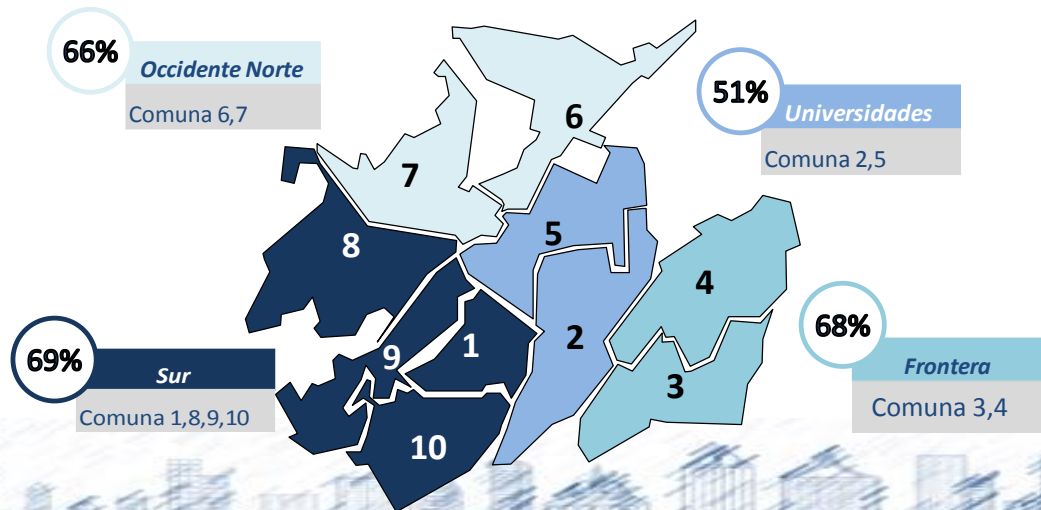 66%
Occidente Norte
Comuna 6,7
51%
Universidades
Comuna 2,5
6
7
5
8
4
2
1
9
3
10
69%
Sur
Comuna 1,8,9,10
68%
Frontera
Comuna 3,4